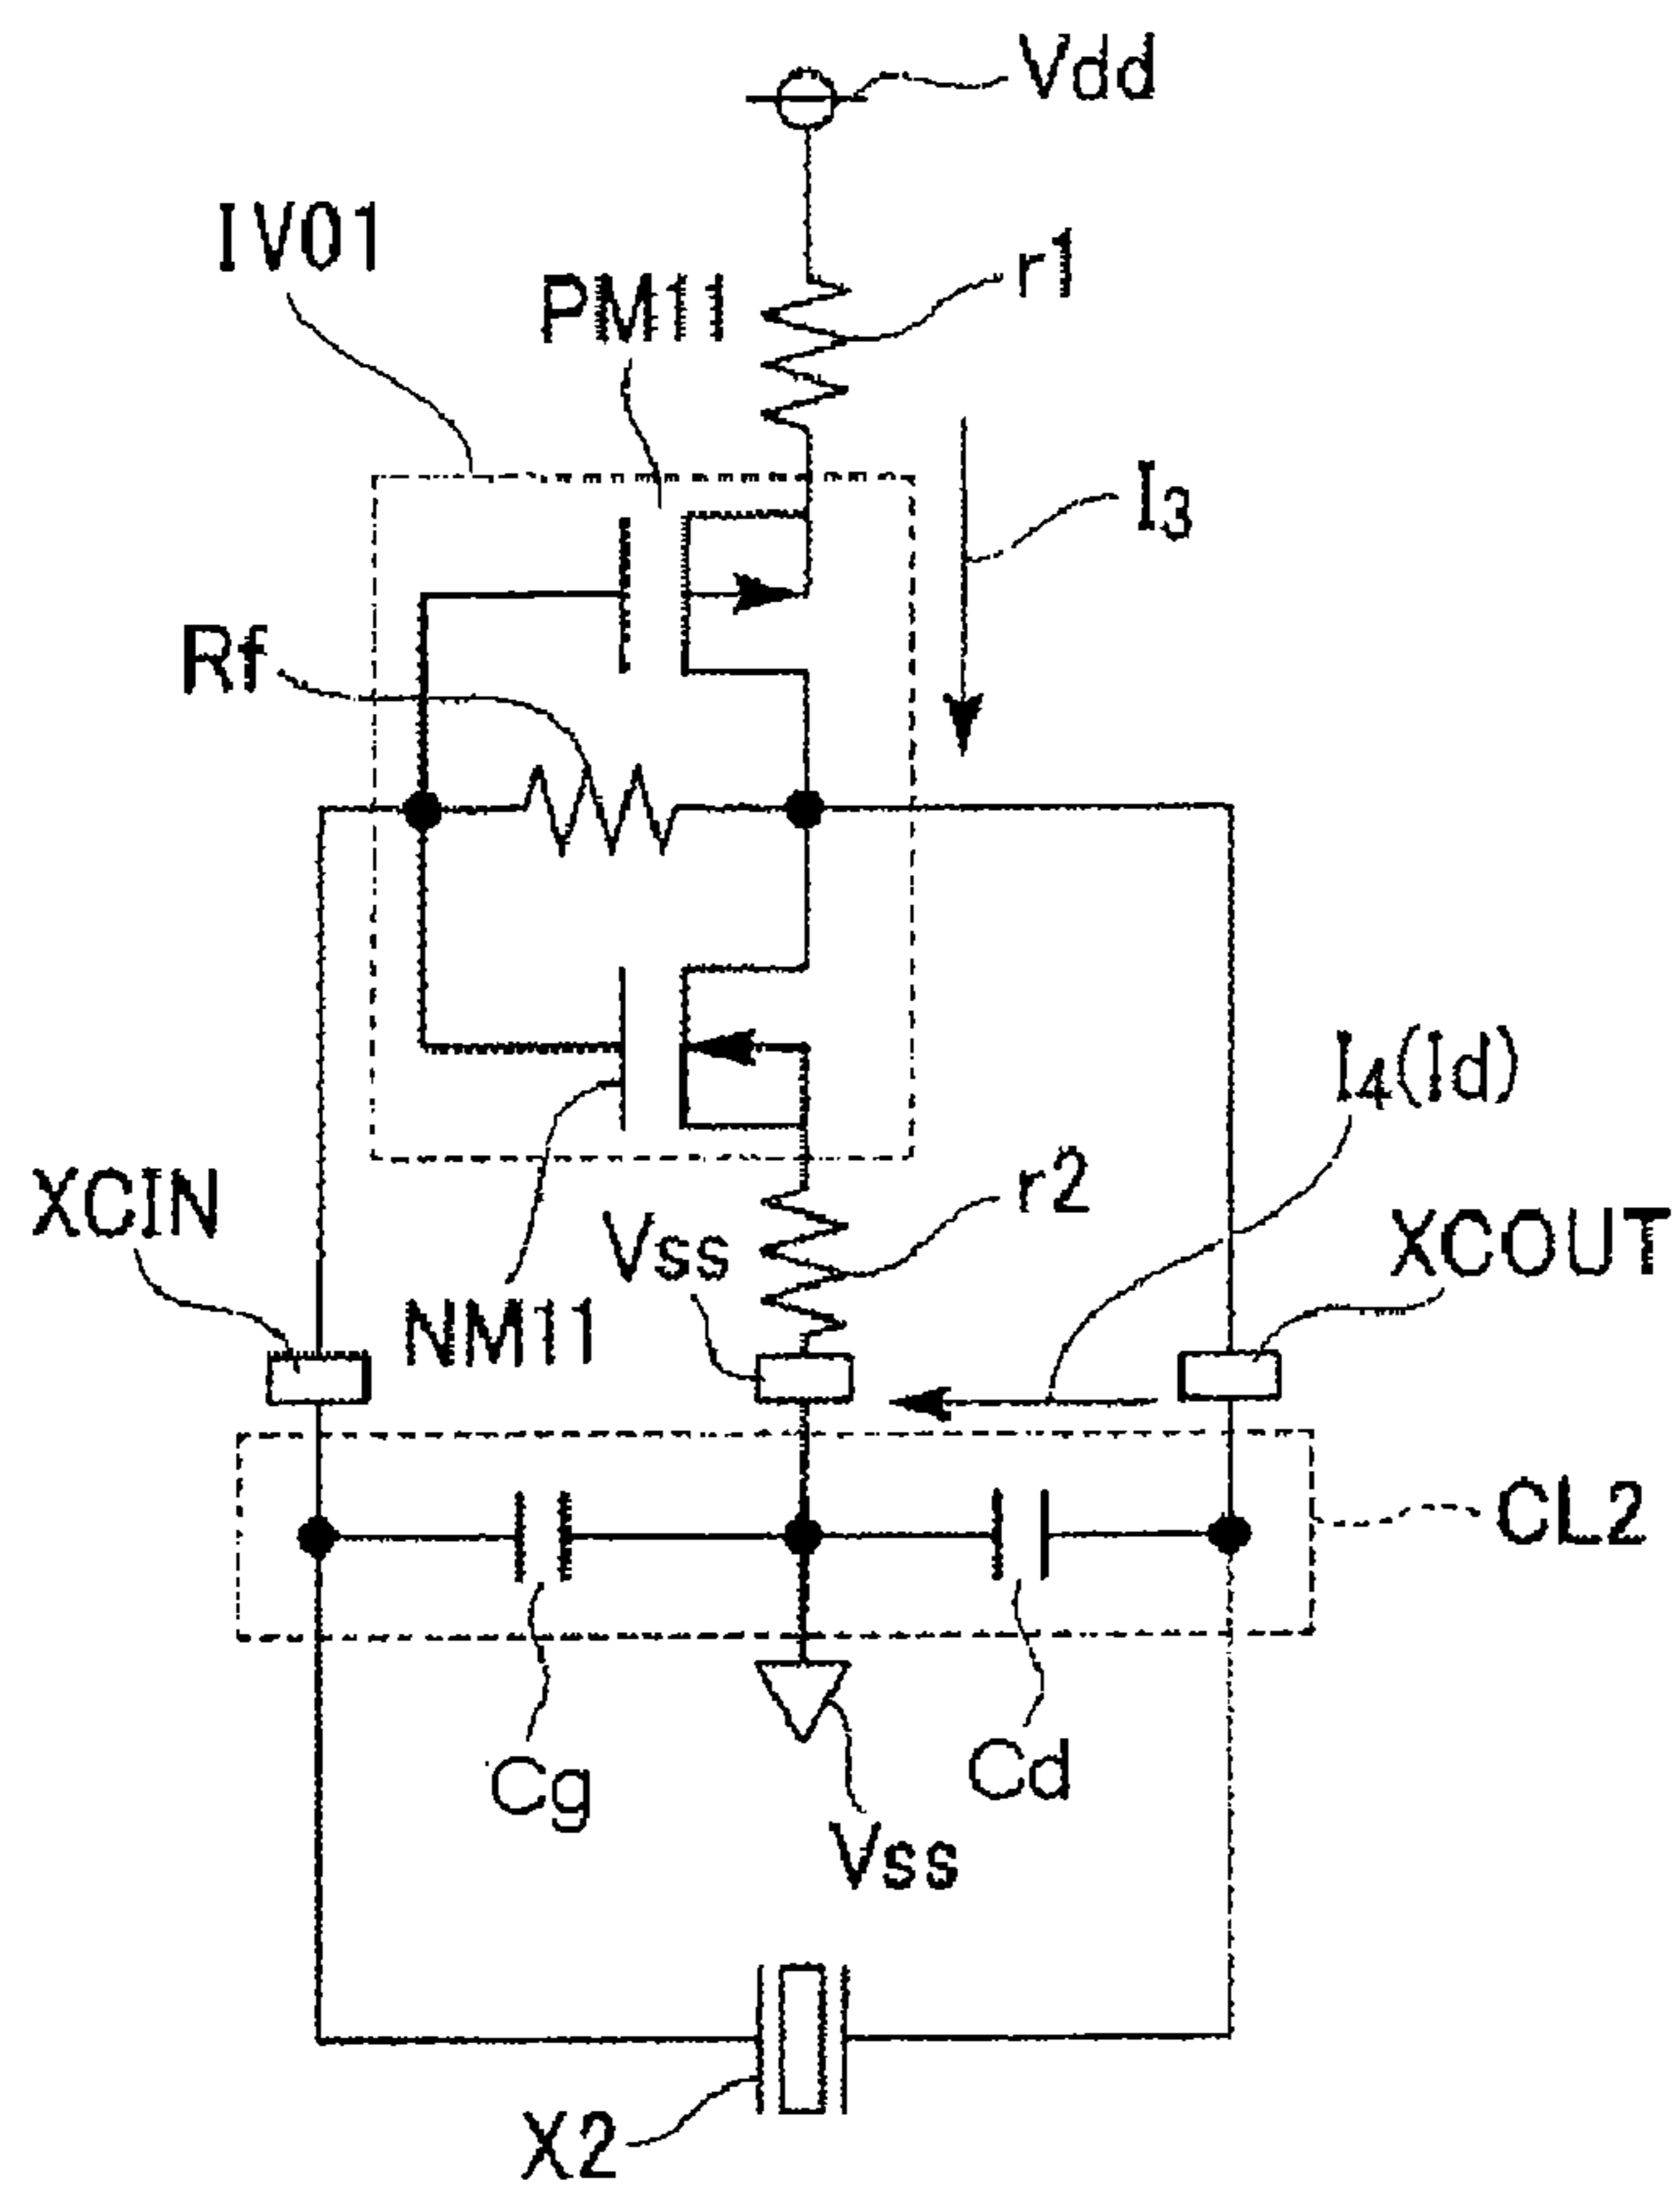 Vdd
IV01
r1
PM11
I3
Rf
I4(Id)
XCIN
r2
Vss
XCOUT
NM11
CL2
Cg
Cd
Vss
X2